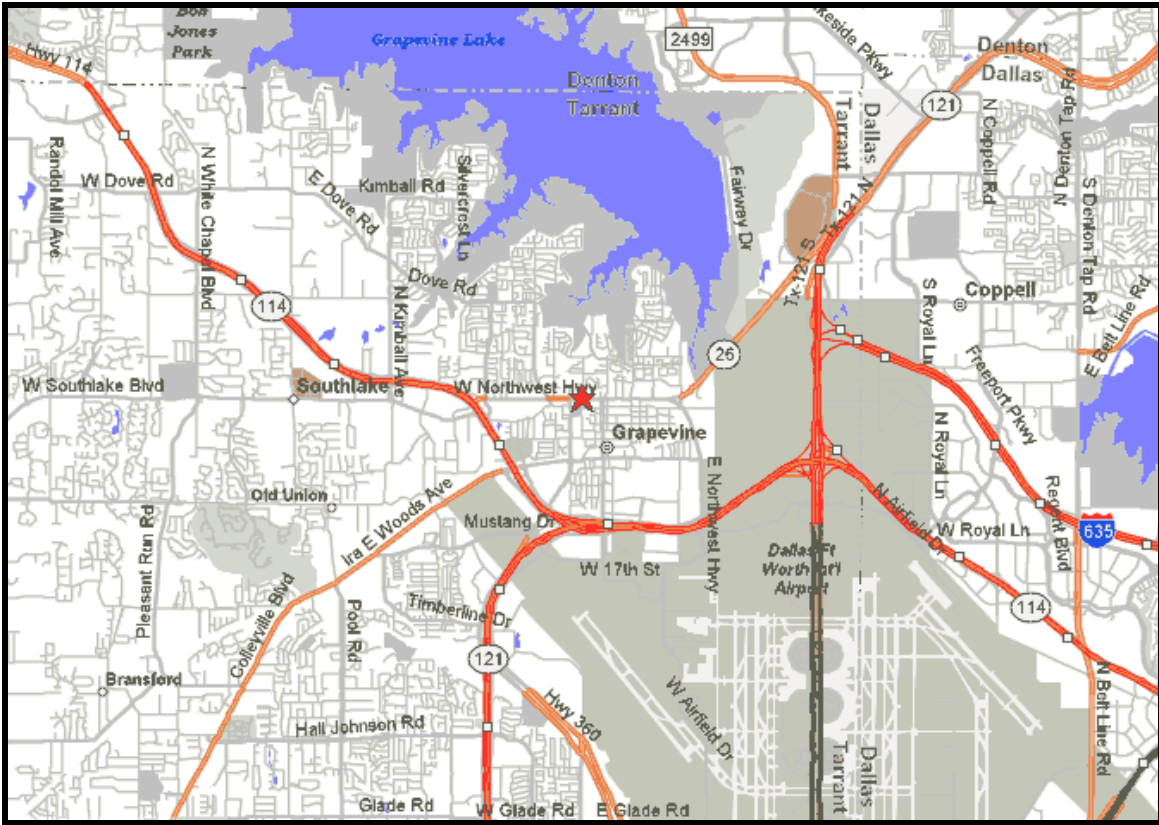 Bob
Jones
Park
Grapevine Lake
2499
Lakeside Pkwy
Denton
Dallas
Hwy 114
Denton
Tarrant
Tarrant
Dallas
121
N Coppell Rd
N Denton Tap Rd
Randol Mill Ave
W Dove Rd
N White Chapel Blvd
E Dove Rd
Kimball Rd
Silvercrest Ln
Fairway Dr
Tx-121 N
S Denton Tap Rd
Dove Rd
Tx-121 S
114
N Kimball Ave
S Royal Ln
Coppell
E Belt Line Rd
26
Freeport Pkwy
W Southlake Blvd
Southlake
W Northwest Hwy
Grapevine
N Royal Ln
Old Union
Ira E Woods Ave
E Northwest Hwy
N Airfield Dr
Regent Blvd
Mustang Dr
W Royal Ln
635
Pleasant Run Rd
W 17th St
Dallas Ft
Worth Int'l
Airport
Colleyville Blvd
Pool Rd
Timberline Dr
114
121
Bransford
W Airfield Dr
N Belt Line Rd
Hall Johnson Rd
Hwy 360
Tarrant
Dallas
Glade Rd
W Glade Rd
E Glade Rd